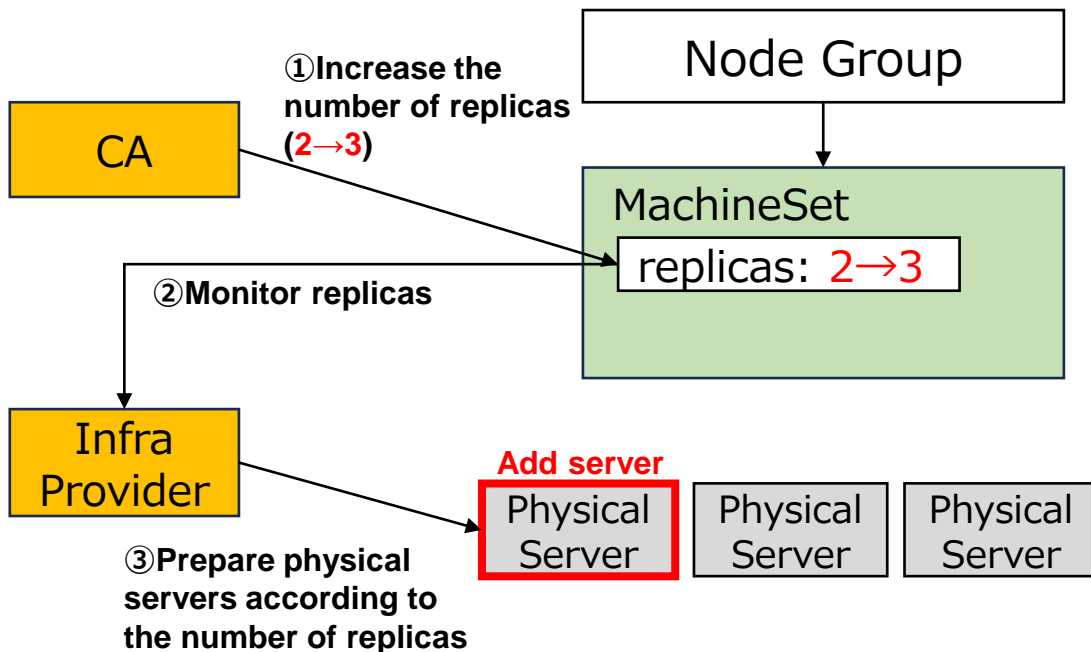 ①Increase the
number of replicas
(2→3)
Node Group
CA
MachineSet
replicas: 2→3
②Monitor replicas
Infra
Provider
Add server
Physical
Server
Physical
Server
Physical
Server
③Prepare physical
servers according to
the number of replicas